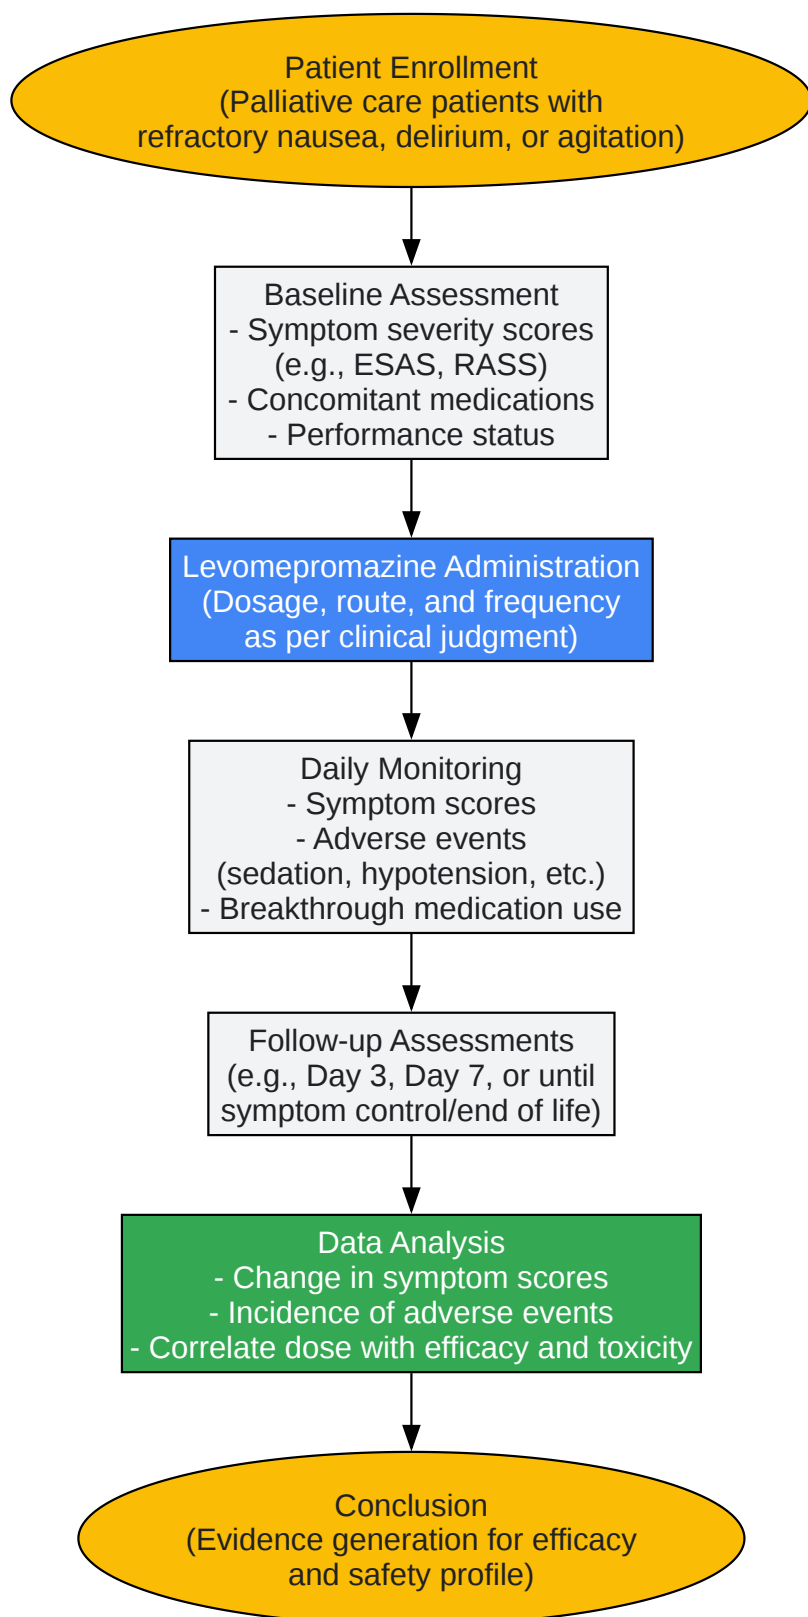 Patient Enrollment
(Palliative care patients with
refractory nausea, delirium, or agitation)
Baseline Assessment
- Symptom severity scores
(e.g., ESAS, RASS)
- Concomitant medications
- Performance status
Levomepromazine Administration
(Dosage, route, and frequency
as per clinical judgment)
Daily Monitoring
- Symptom scores
- Adverse events
(sedation, hypotension, etc.)
- Breakthrough medication use
Follow-up Assessments
(e.g., Day 3, Day 7, or until
symptom control/end of life)
Data Analysis
- Change in symptom scores
- Incidence of adverse events
- Correlate dose with efficacy and toxicity
Conclusion
(Evidence generation for efficacy
and safety profile)